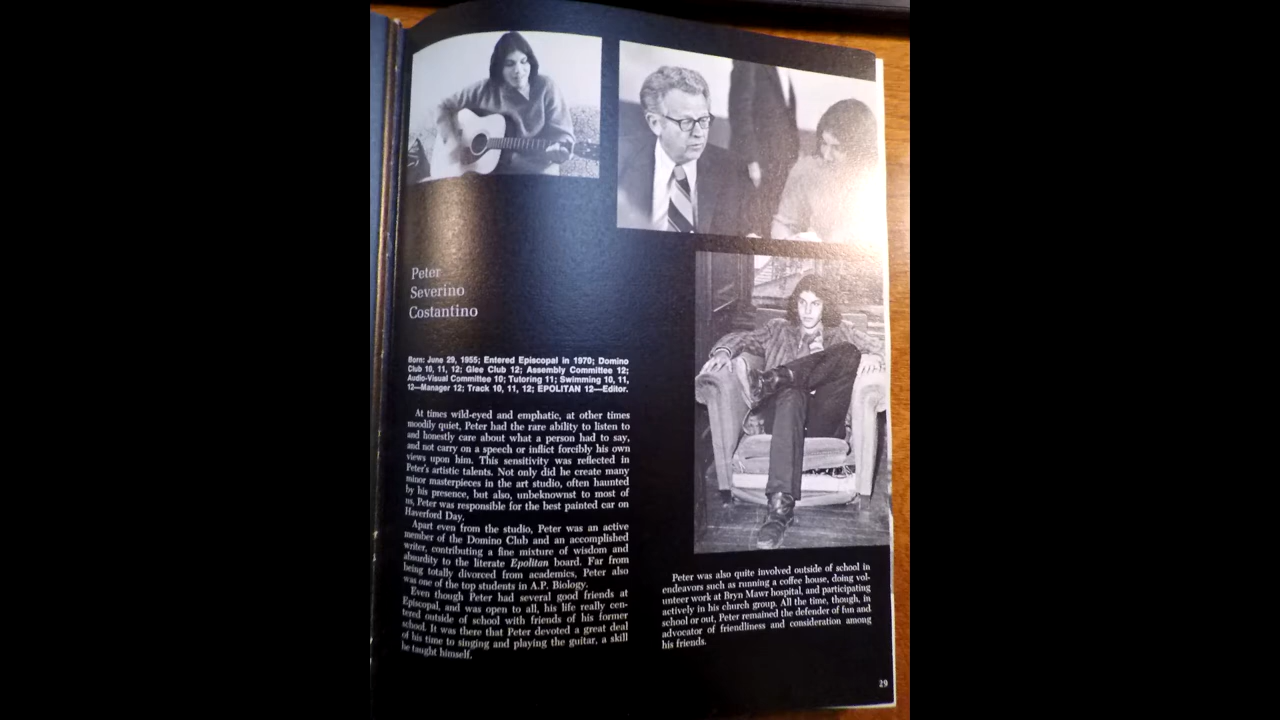 Peter
Severino
Costantino
Born: June 29, 1955; Entered Episcopal in 1970; Domino
Club 10, 11, 12; Glee Club 12; Assembly Committee 12;
Audio-Visual Committee 10; Tutoring 11; Swimming 10, 11,
12—Manager 12; Track 10, 11, 12; EPOLITAN 12—Editor.
At times wild-eyed and emphatic, at other times
moodily quiet, Peter had the rare ability to listen to
and honestly care about what a person had to say,
and not carry on a speech or inflict forcibly his own
views upon him. This sensitivity was reflected in
Peter's artistic talents. Not only did he create many
minor masterpieces in the art studio, often haunted
by his presence, but also, unbeknownst to most of
us, Peter was responsible for the best painted car on
Haverford Day.
Apart even from the studio, Peter was an active
member of the Domino Club and an accomplished
writer, contributing a fine mixture of wisdom and
absurdity to the literate Epolitan board. Far from
being totally divorced from academics, Peter also
was one of the top students in A.P. Biology.
Even though Peter had several good friends at
Episcopal, and was open to all, his life really cen-
tered outside of school with friends of his former
school. It was there that Peter devoted a great deal
of his time to singing and playing the guitar, a skill
he taught himself.
Peter was also quite involved outside of school in
endeavors such as running a coffee house, doing vol-
unteer work at Bryn Mawr hospital, and participating
actively in his church group. All the time, though, in
school or out, Peter remained the defender of fun and
advocator of friendliness and consideration among
his friends.
29